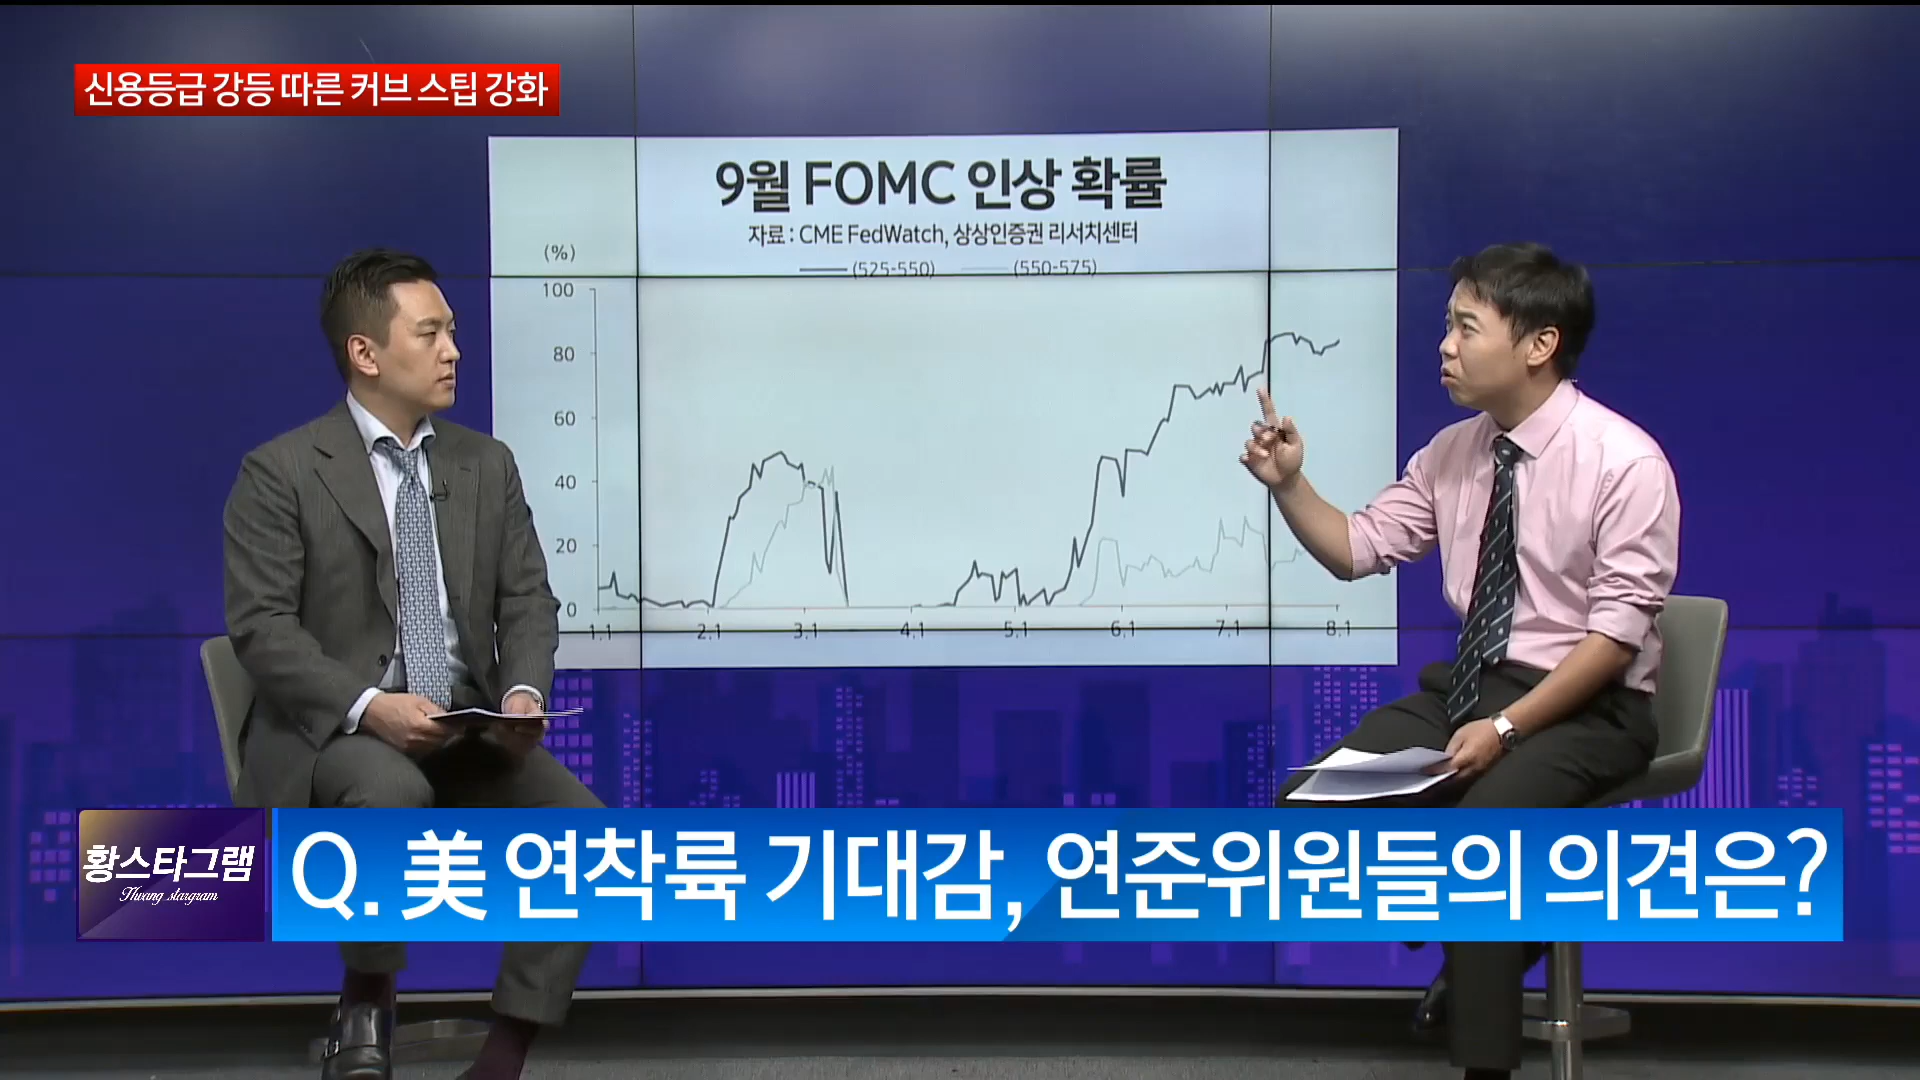 신용등급 강등 따른 커브 스팁 강화
9월 FOMC 인상 확률
자료 : CME FedWatch, 상상인증권 리서치센터
(%)
(525-550) (550-575)
100
80
60
40
20
0
1.1 2.1 3.1 4.1 5.1 6.1 7.1 8.1
황스타그램
Hwang stargram
Q. 美 연착륙 기대감, 연준위원들의 의견은?